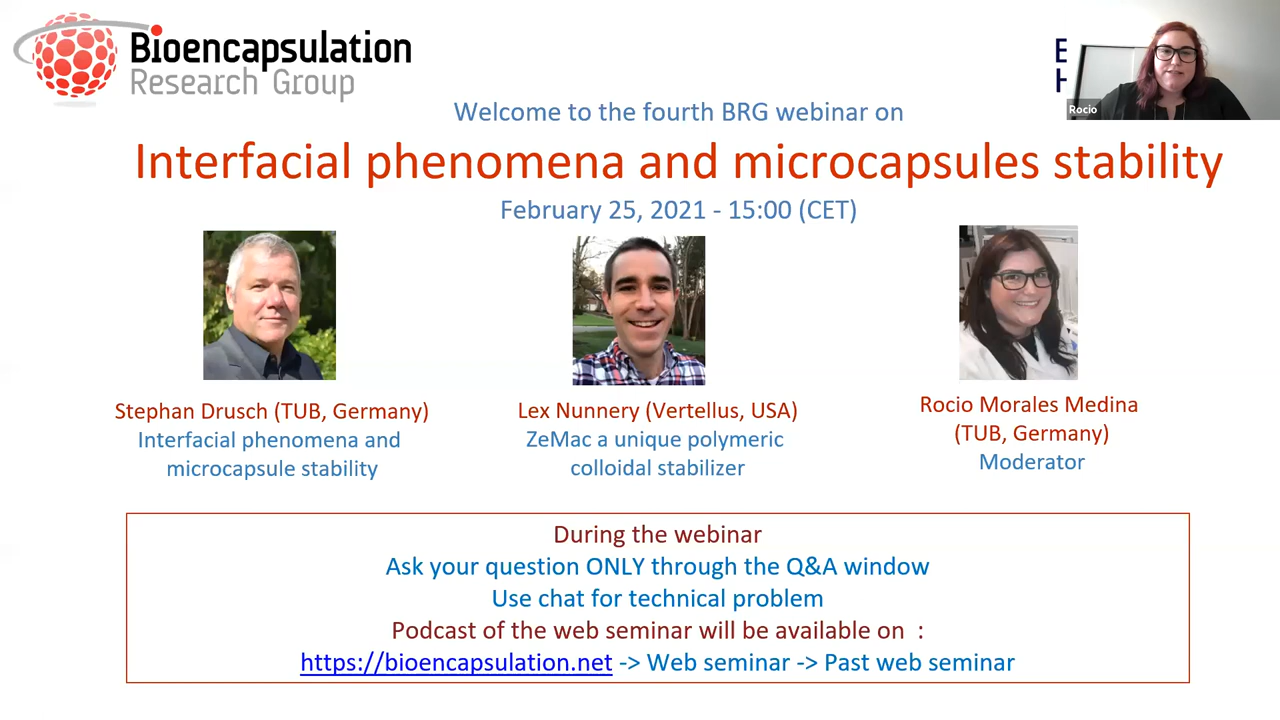 Bioencapsulation
Research Group
E
H
Rocio
Welcome to the fourth BRG webinar on
Interfacial phenomena and microcapsules stability
February 25, 2021 - 15:00 (CET)
Stephan Drusch (TUB, Germany)
Interfacial phenomena and
microcapsule stability
Lex Nunnery (Vertellus, USA)
ZeMac a unique polymeric
colloidal stabilizer
Rocio Morales Medina
(TUB, Germany)
Moderator
During the webinar
Ask your question ONLY through the Q&A window
Use chat for technical problem
Podcast of the web seminar will be available on :
https://bioencapsulation.net -> Web seminar -> Past web seminar